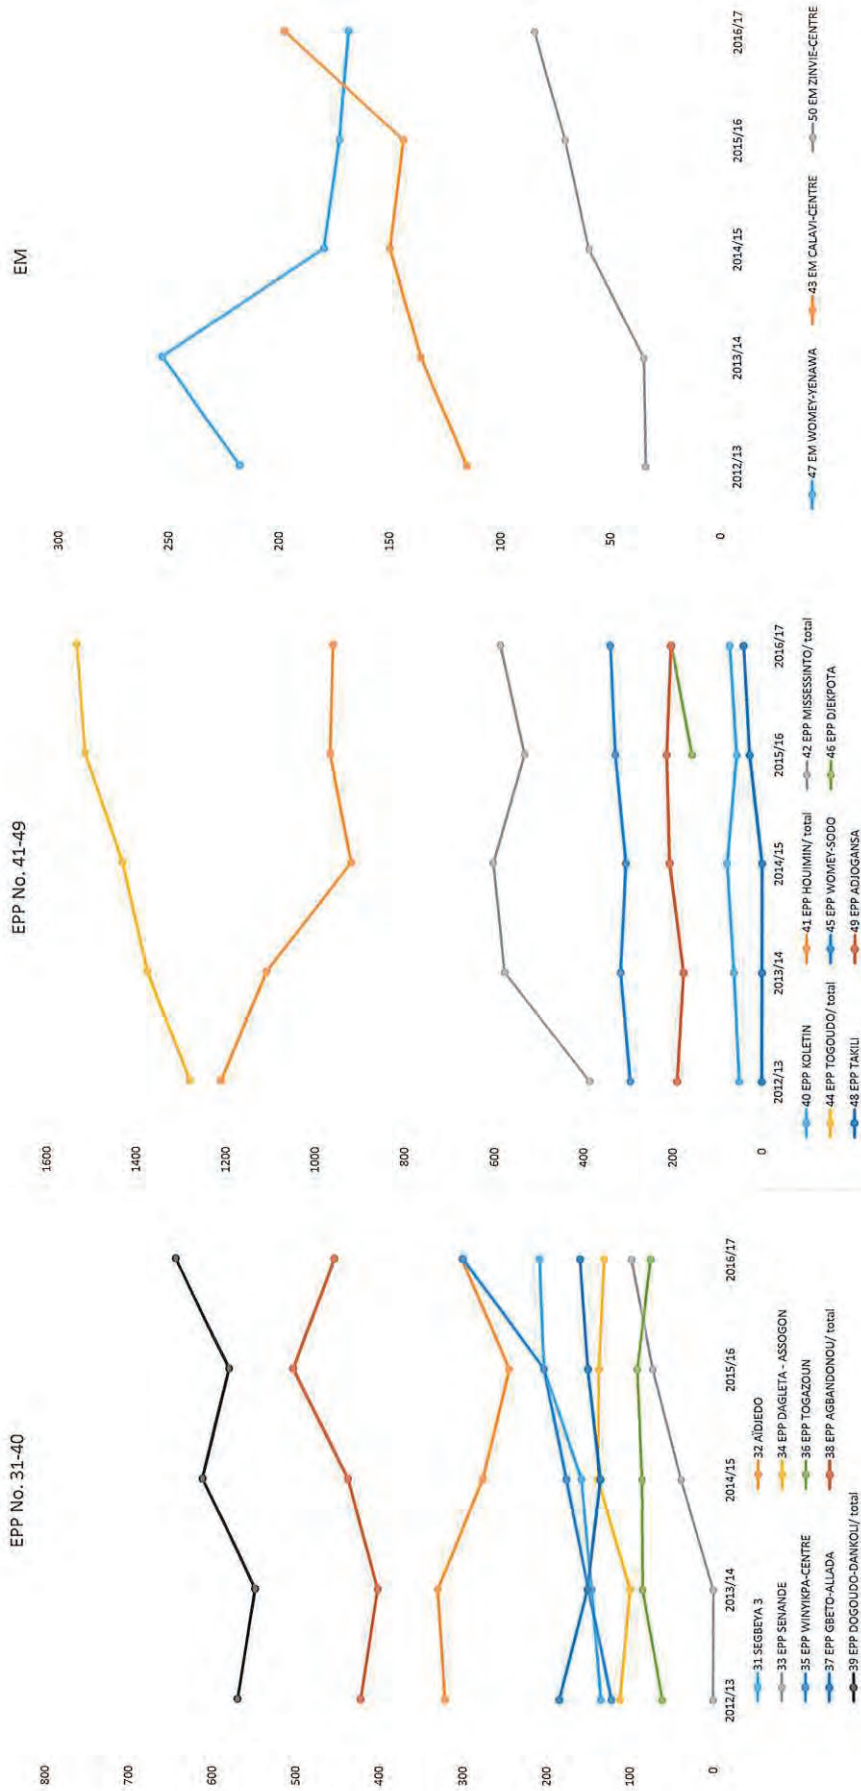 EPP No. 31-40
800
700
600
500
400
300
200
100
0
2012/13
2013/14
2014/15
2015/16
2016/17
31 SEGBEYA 3
32 AÏDJEDO
33 EPP SENANDE
34 EPP DAGLETA - ASSOGON
35 EPP WINYIKPA-CENTRE
36 EPP TOGAZOUN
37 EPP GBETO-ALLADA
38 EPP AGBANDONOU/ total
39 EPP DOGOUDO-DANKOLI/ total
EPP No. 41-49
1600
1400
1200
1000
800
600
400
200
0
2012/13
2013/14
2014/15
2015/16
2016/17
40 EPP KOLETIN
41 EPP HOUIMIN/ total
42 EPP MISSESSINTO/ total
44 EPP TOGOUDO/ total
45 EPP WOMEY-SODO
46 EPP DJEKPOTA
48 EPP TAKILI
49 EPP ADJOGANSA
EM
300
250
200
150
100
50
0
2012/13
2013/14
2014/15
2015/16
2016/17
47 EM WOMEY-YENAWA
43 EM CALAVI-CENTRE
50 EM ZINVIE-CENTRE